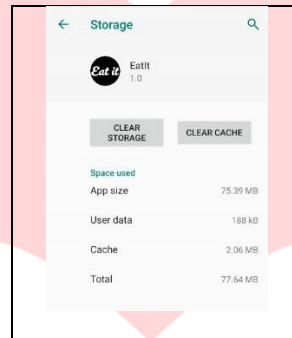 Storage
Eat it
EatIt
1.0
CLEAR STORAGE
CLEAR CACHE
Space used
App size 75.39 MB
User data 188 kB
Cache 2.06 MB
Total 77.64 MB